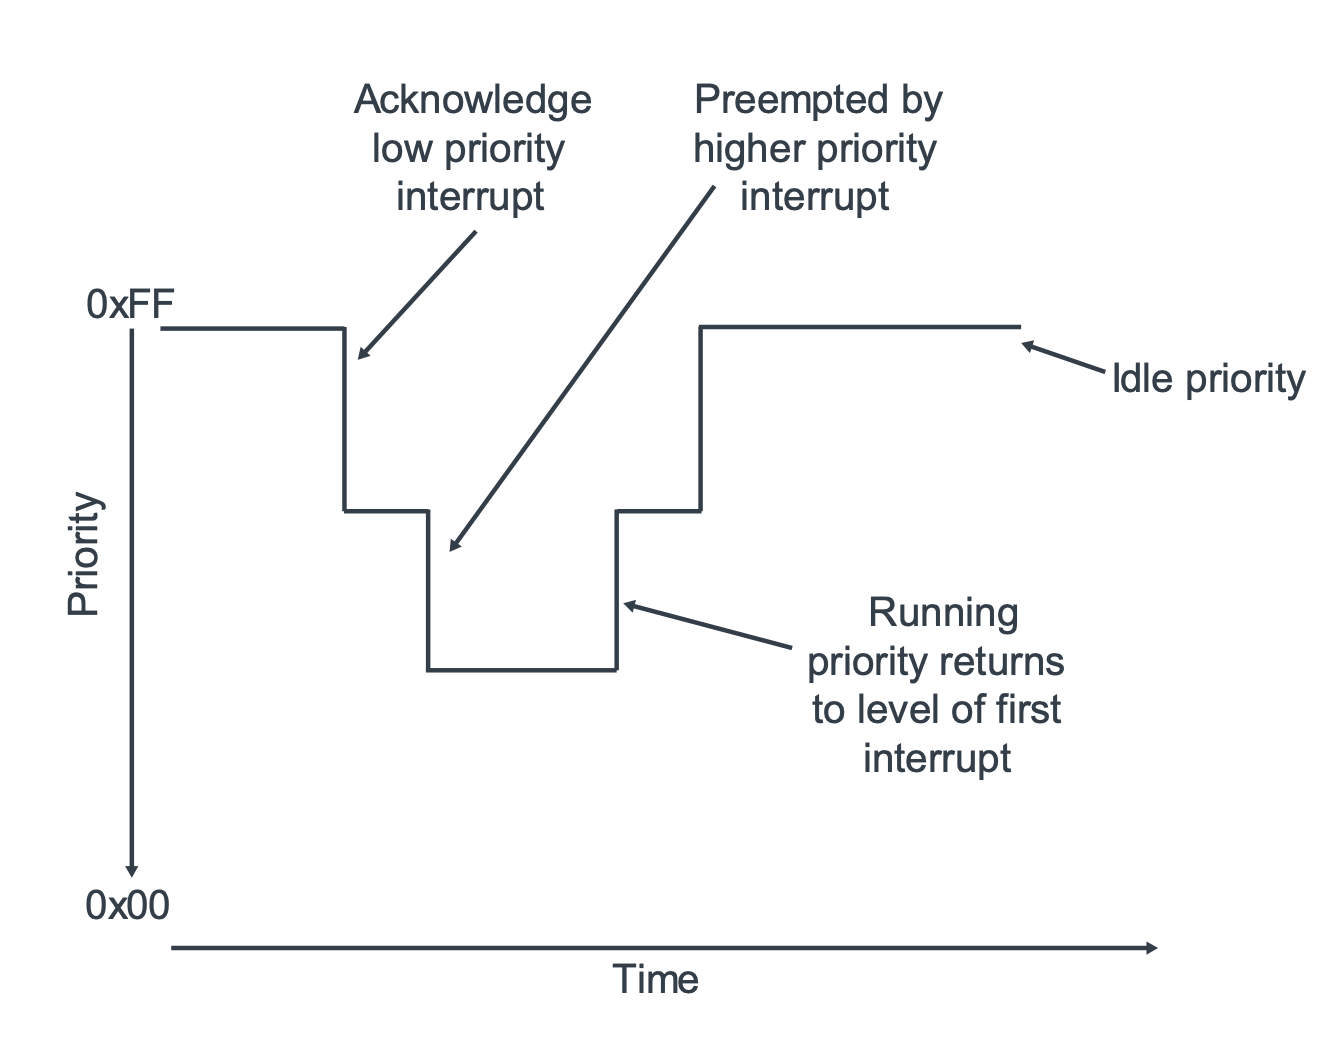 Acknowledge
low priority
interrupt
Preempted by
higher priority
interrupt
0xFF
Idle priority
Priority
Running
priority returns
to level of first
interrupt
0x00
Time